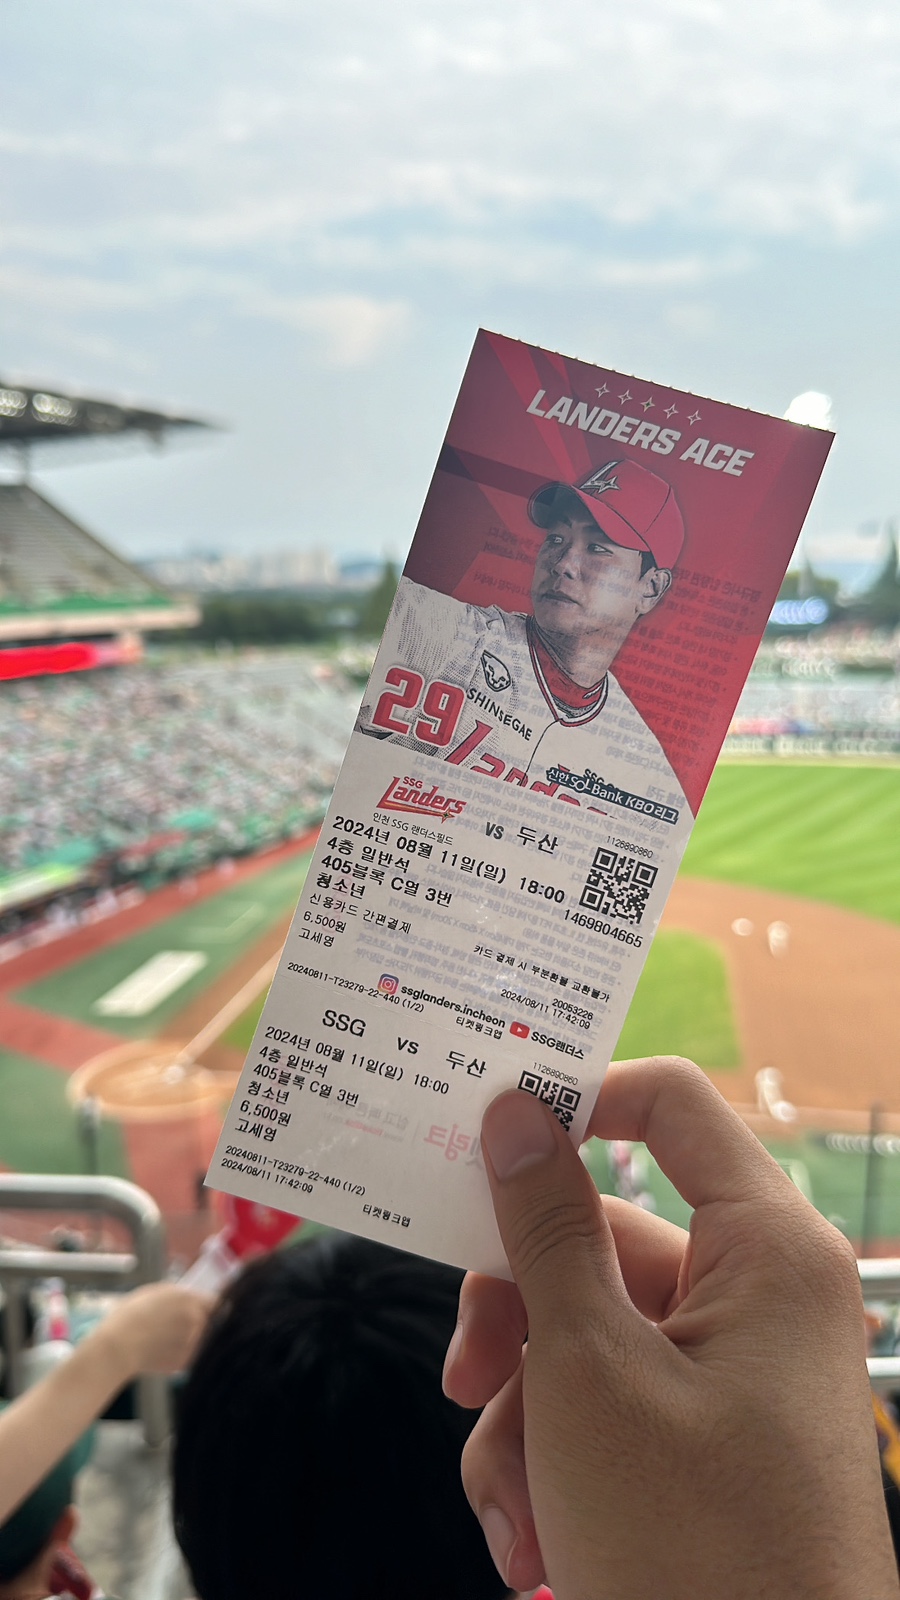 LANDERS ACE
29
SHINSEGAE
Landers
신한 SOL Bank KBO리그
SSG
Landers
vs 두산
인천 SSG 랜더스필드
2024년 08월 11일(일) 18:00
4층 일반석
405블록 C열 3번
청소년
신용카드 간편결제
6,500원
고세영
1126890860
1469804665
카드 결제 시 부분환불 교환불가
20053226
2024/08/11 17:42:09
20240811-T23279-22-440 (1/2)
티켓링크앱
ssglanders.incheon
SSG랜더스
SSG vs 두산
2024년 08월 11일(일) 18:00
4층 일반석
405블록 C열 3번
청소년
6,500원
고세영
1126890860
20240811-T23279-22-440 (1/2)
2024/08/11 17:42:09
티켓링크앱